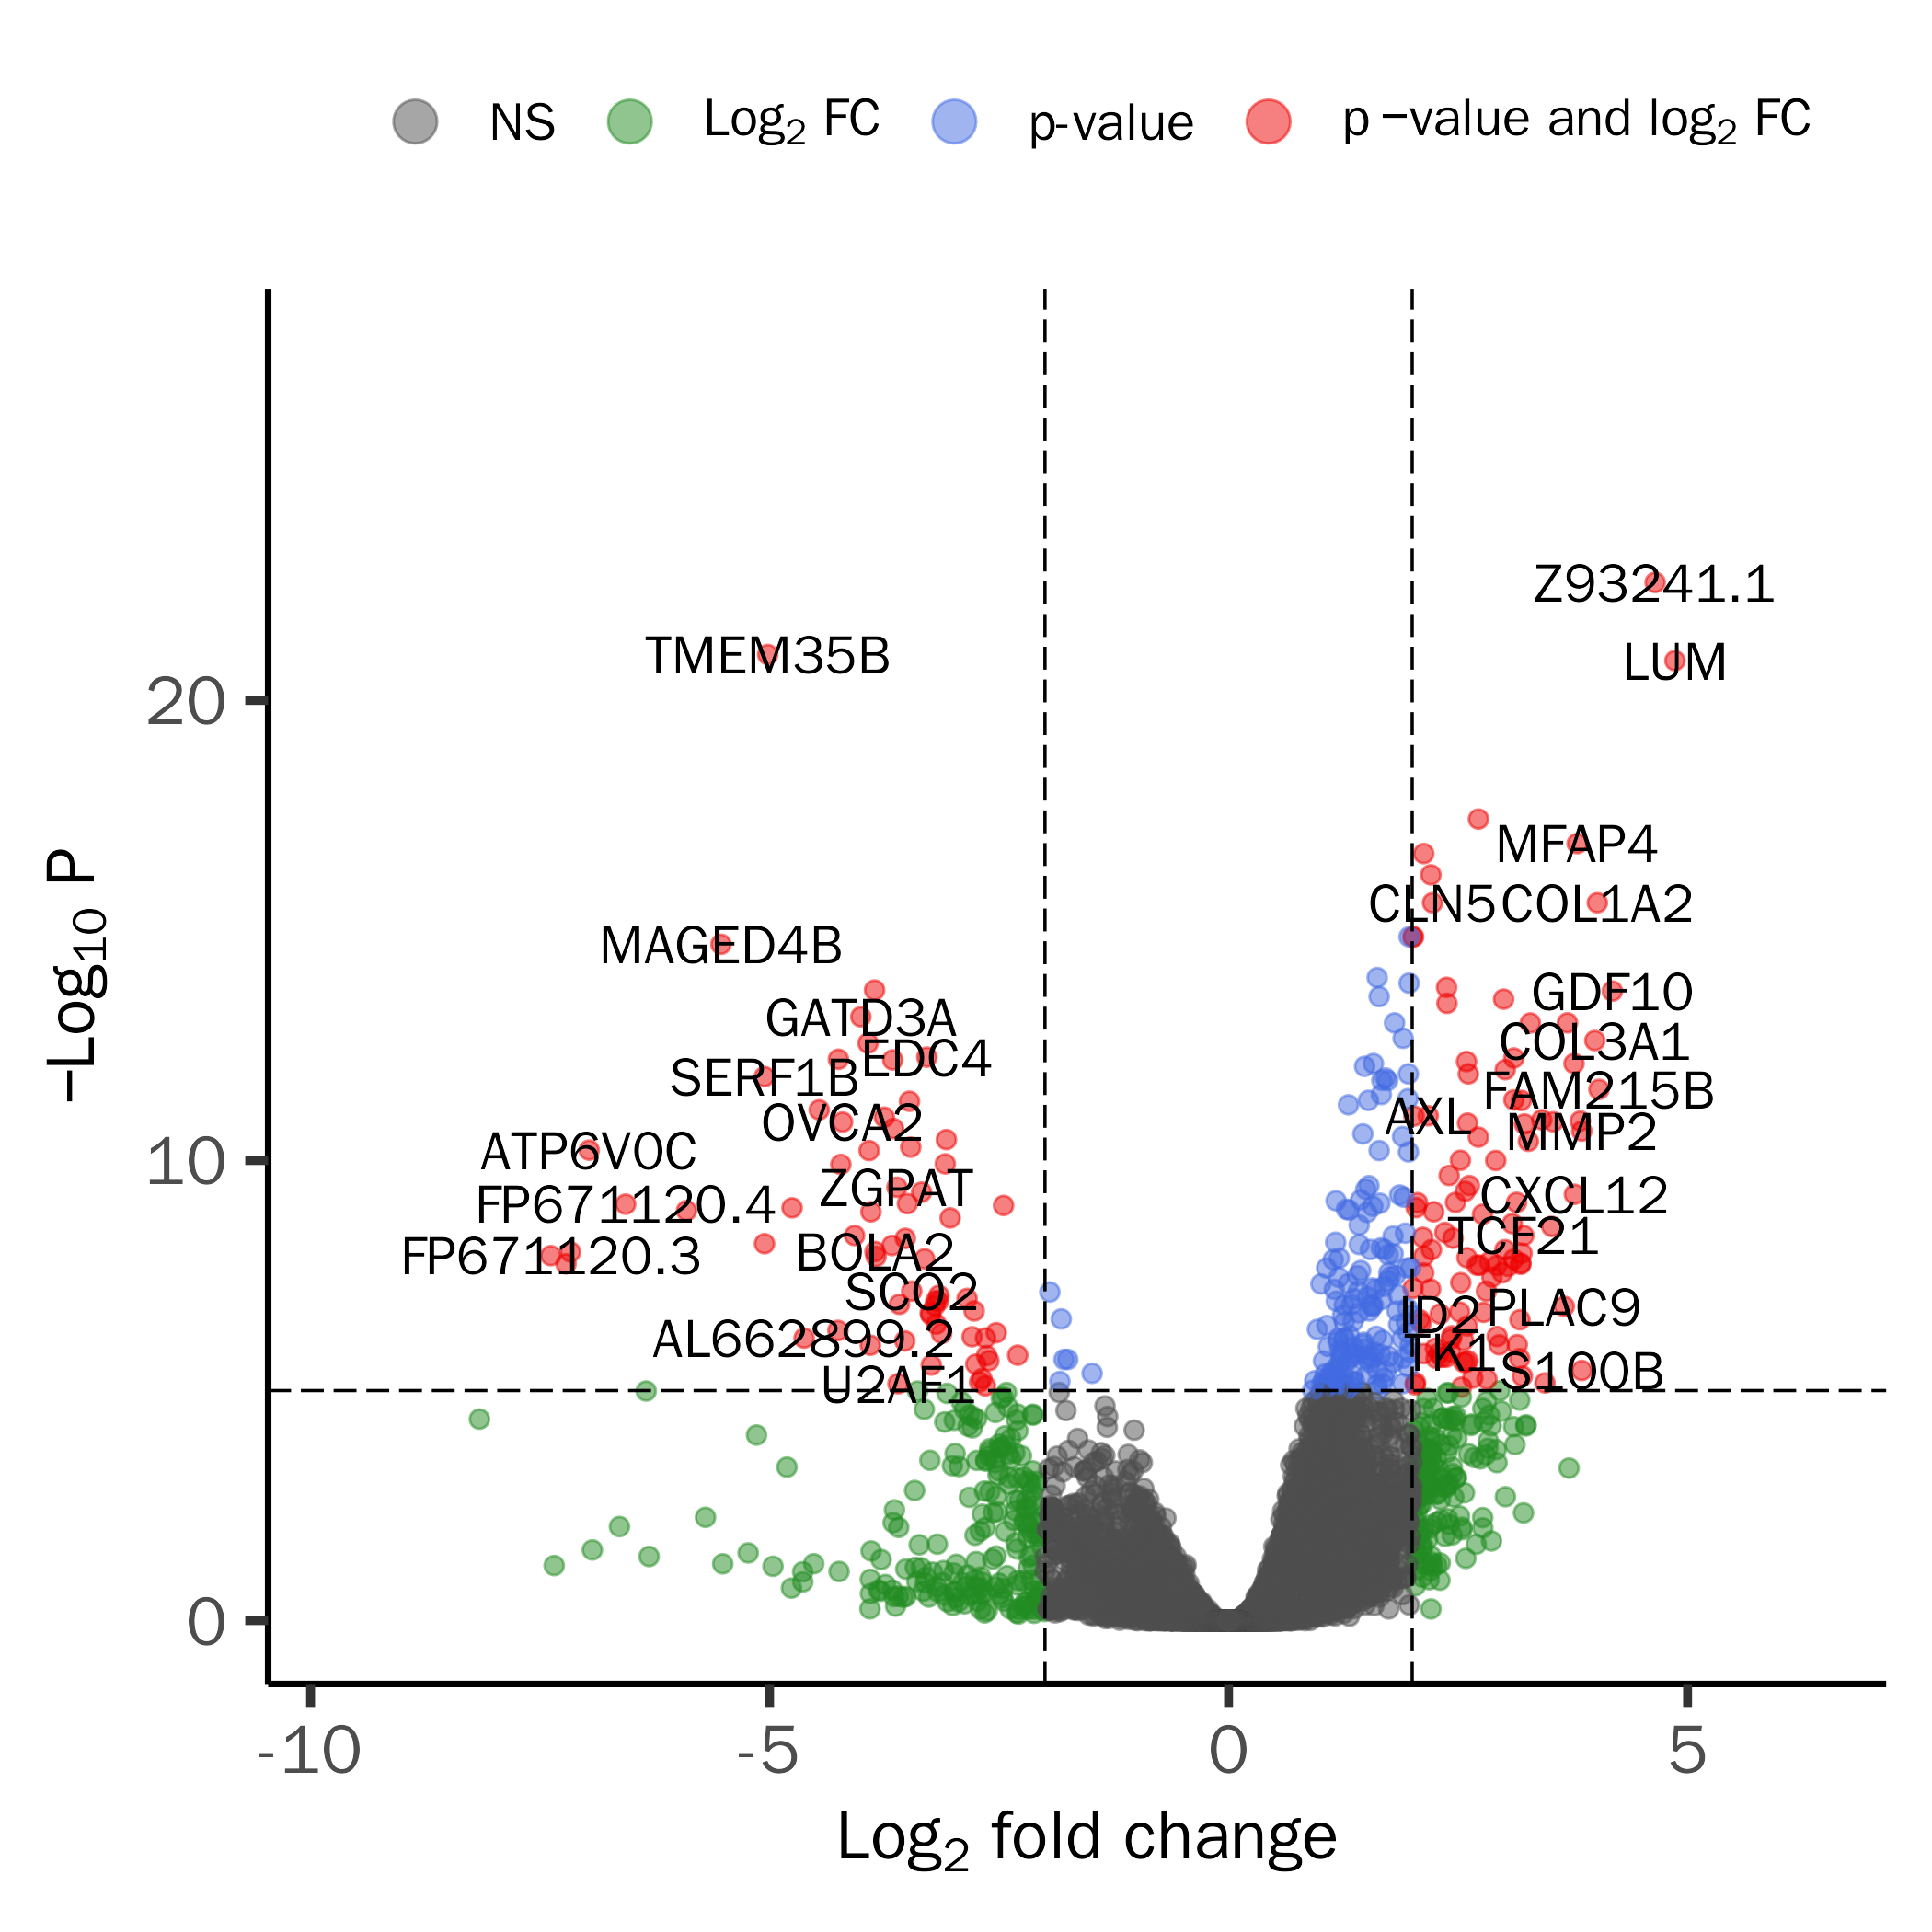 NS Log2 FC p-value p −value and log2 FC
Z93241.1
TMEM35B
LUM
20
MFAP4
CLN5 COL1A2
MAGED4B
GDF10
GATD3A
COL3A1
EDC4
SERF1B
FAM215B
AXL
OVCA2
MMP2
ATP6V0C
10
ZGPAT
CXCL12
FP671120.4
TCF21
BOLA2
FP671120.3
SCO2
PLAC9
ID2
AL662899.2
TK1
S100B
U2AF1
0
−Log10 P
-10 -5 0 5
Log2 fold change